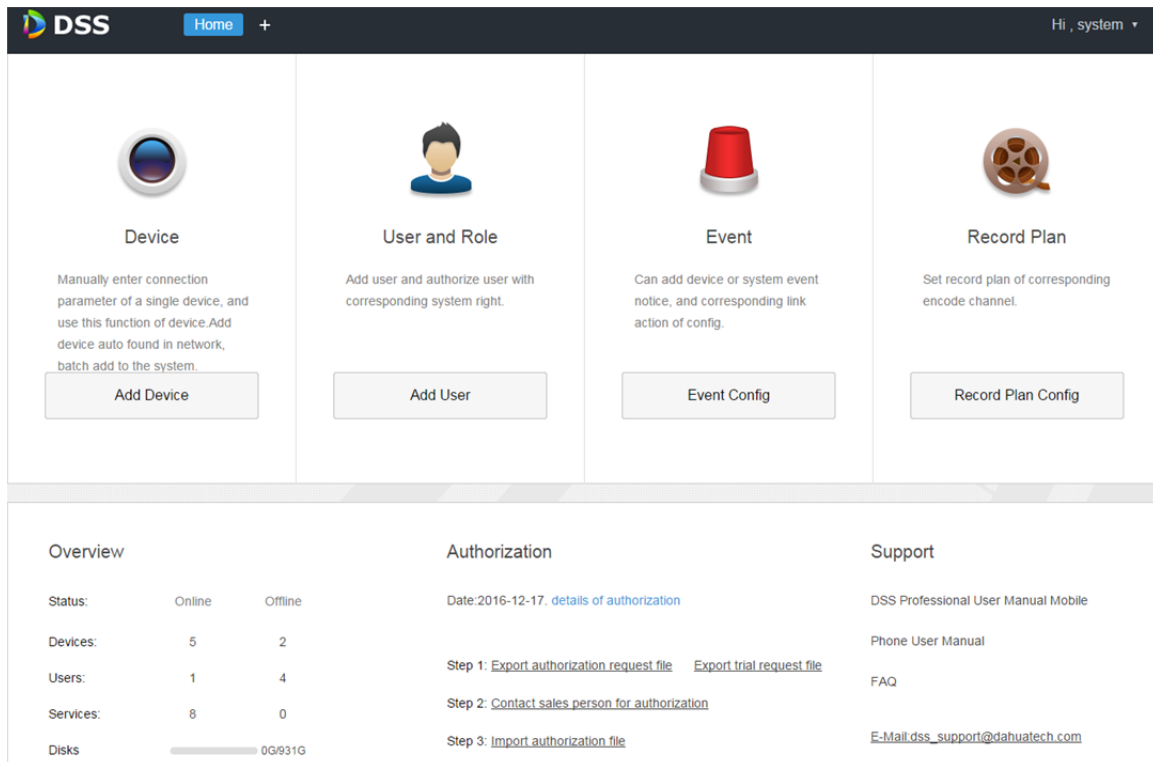 DSS Home + Hi , system ▾
Device
Manually enter connection
parameter of a single device, and
use this function of device.Add
device auto found in network,
batch add to the system.
Add Device
User and Role
Add user and authorize user with
corresponding system right.
Add User
Event
Can add device or system event
notice, and corresponding link
action of config.
Event Config
Record Plan
Set record plan of corresponding
encode channel.
Record Plan Config
Overview
Status: Online Offline
Devices: 5 2
Users: 1 4
Services: 8 0
Disks 0G/931G
Authorization
Date:2016-12-17. details of authorization
Step 1: Export authorization request file Export trial request file
Step 2: Contact sales person for authorization
Step 3: Import authorization file
Support
DSS Professional User Manual Mobile
Phone User Manual
FAQ
E-Mail:dss_support@dahuatech.com